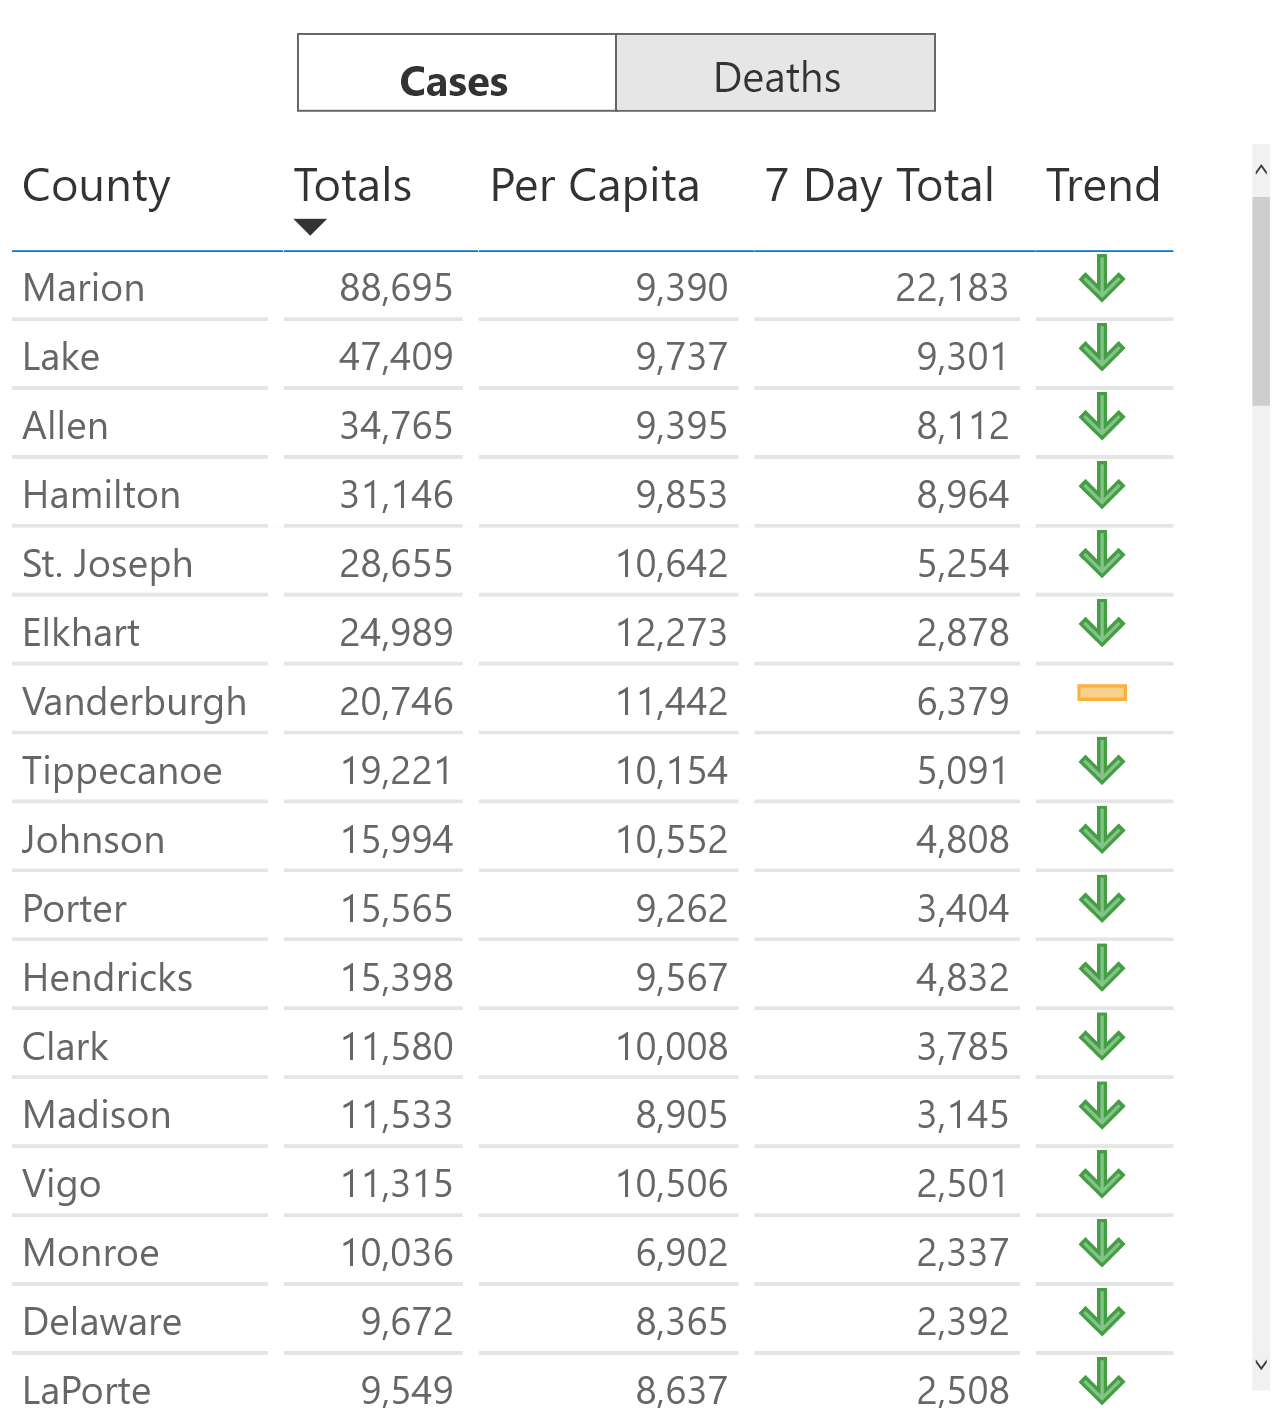 Cases Deaths
County Totals Per Capita 7 Day Total Trend
Marion 88,695 9,390 22,183
Lake 47,409 9,737 9,301
Allen 34,765 9,395 8,112
Hamilton 31,146 9,853 8,964
St. Joseph 28,655 10,642 5,254
Elkhart 24,989 12,273 2,878
Vanderburgh 20,746 11,442 6,379
Tippecanoe 19,221 10,154 5,091
Johnson 15,994 10,552 4,808
Porter 15,565 9,262 3,404
Hendricks 15,398 9,567 4,832
Clark 11,580 10,008 3,785
Madison 11,533 8,905 3,145
Vigo 11,315 10,506 2,501
Monroe 10,036 6,902 2,337
Delaware 9,672 8,365 2,392
LaPorte 9,549 8,637 2,508